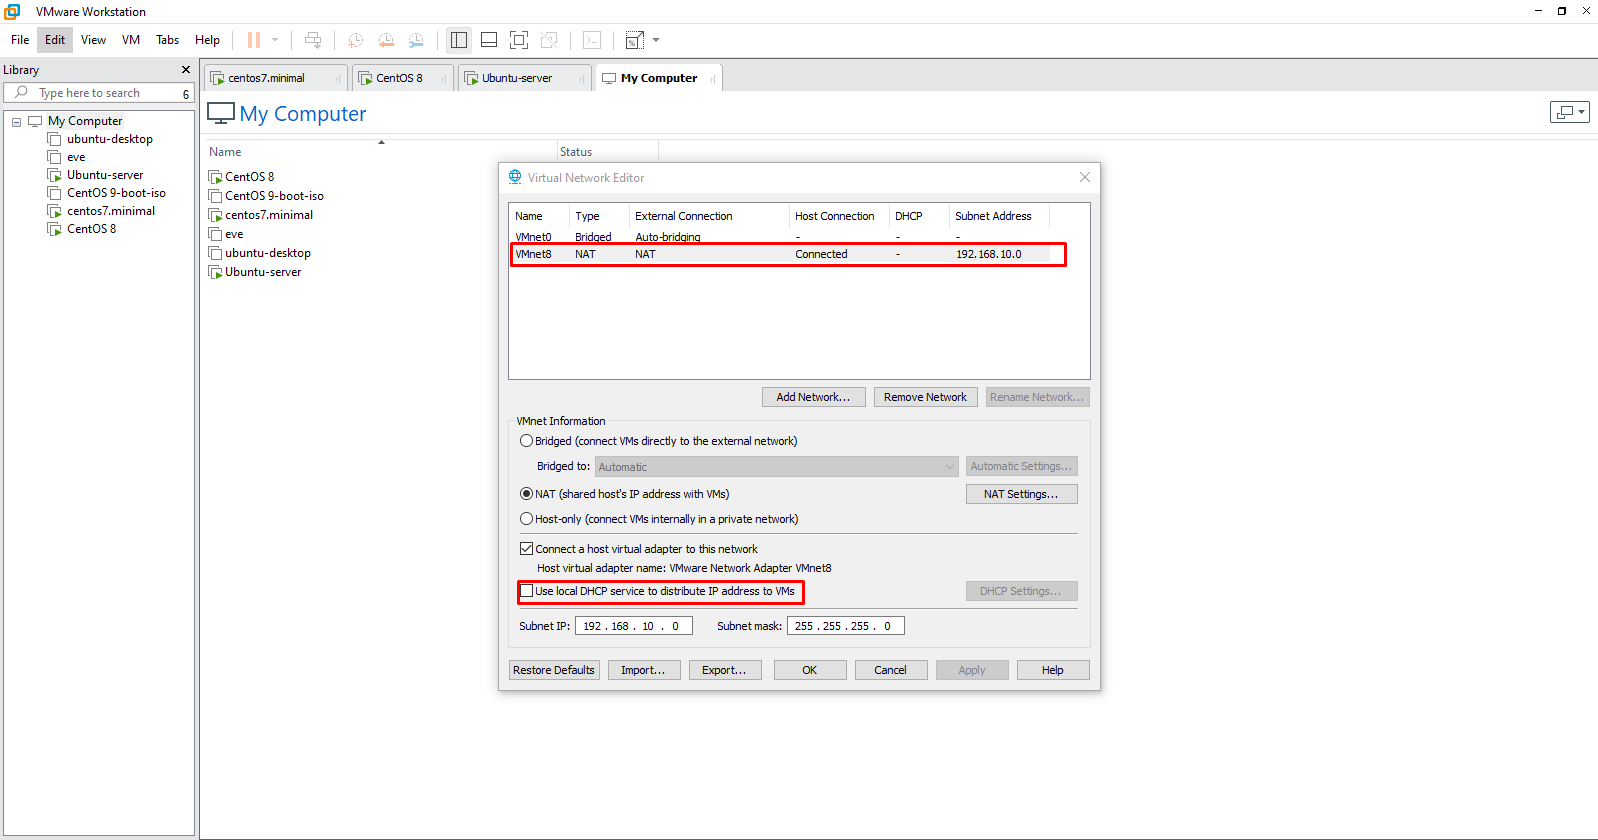 VMware Workstation
File Edit View VM Tabs Help
Library
Type here to search 6
My Computer
ubuntu-desktop
eve
Ubuntu-server
CentOS 9-boot-iso
centos7.minimal
CentOS 8
centos7.minimal CentOS 8 Ubuntu-server My Computer
My Computer
Name Status
CentOS 8
CentOS 9-boot-iso
centos7.minimal
eve
ubuntu-desktop
Ubuntu-server
Virtual Network Editor
Name Type External Connection Host Connection DHCP Subnet Address
VMnet0 Bridged Auto-bridging - - -
VMnet8 NAT NAT Connected - 192.168.10.0
Add Network... Remove Network Rename Network...
VMnet Information
Bridged (connect VMs directly to the external network)
Bridged to: Automatic Automatic Settings...
NAT (shared host's IP address with VMs) NAT Settings...
Host-only (connect VMs internally in a private network)
Connect a host virtual adapter to this network
Host virtual adapter name: VMware Network Adapter VMnet8
Use local DHCP service to distribute IP address to VMs DHCP Settings...
Subnet IP: 192 . 168 . 10 . 0 Subnet mask: 255 . 255 . 255 . 0
Restore Defaults Import... Export... OK Cancel Apply Help